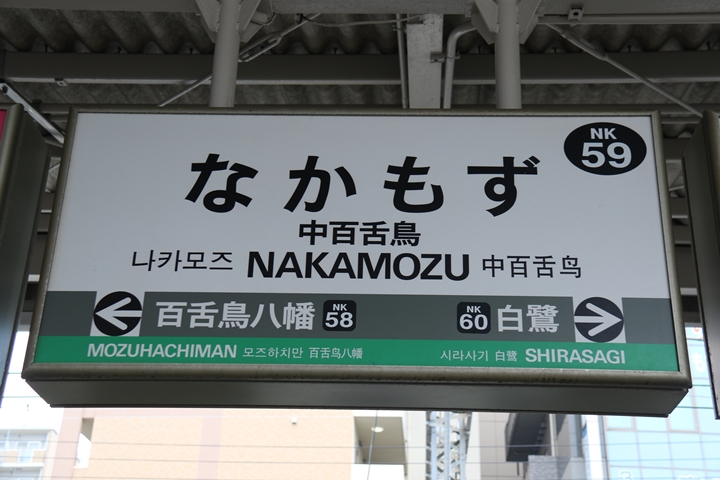 NK
59
なかもず
中百舌鳥
나카모즈 NAKAMOZU 中百舌鸟
百舌鳥八幡 NK 58 NK 60 白鷺
MOZUHACHIMAN 모즈하치만 百舌鸟八幡 시라사기 白鹭 SHIRASAGI